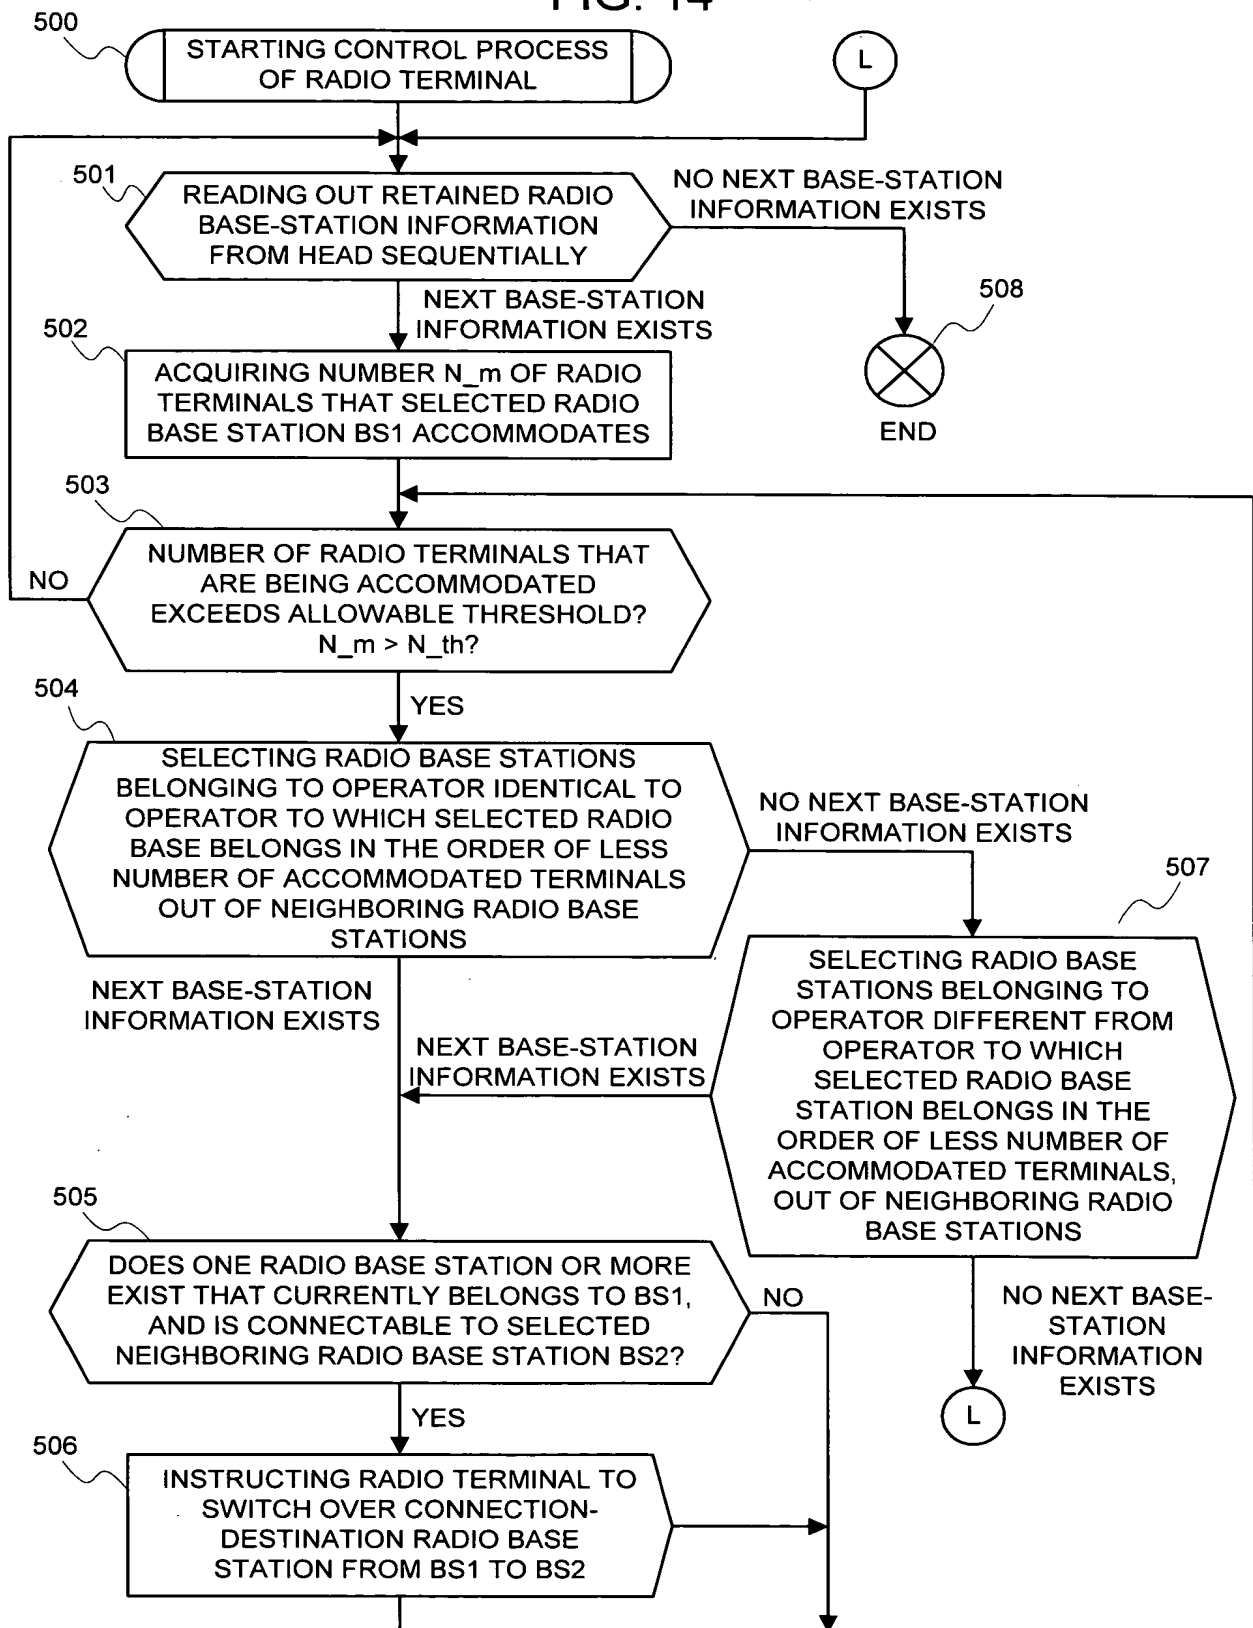 FIG. 14
500
STARTING CONTROL PROCESS
OF RADIO TERMINAL
L
501
READING OUT RETAINED RADIO
BASE-STATION INFORMATION
FROM HEAD SEQUENTIALLY
NO NEXT BASE-STATION
INFORMATION EXISTS
NEXT BASE-STATION
INFORMATION EXISTS
508
END
502
ACQUIRING NUMBER N_m OF RADIO
TERMINALS THAT SELECTED RADIO
BASE STATION BS1 ACCOMMODATES
503
NUMBER OF RADIO TERMINALS THAT
ARE BEING ACCOMMODATED
EXCEEDS ALLOWABLE THRESHOLD?
N_m > N_th?
NO
YES
504
SELECTING RADIO BASE STATIONS
BELONGING TO OPERATOR IDENTICAL TO
OPERATOR TO WHICH SELECTED RADIO
BASE BELONGS IN THE ORDER OF LESS
NUMBER OF ACCOMMODATED TERMINALS
OUT OF NEIGHBORING RADIO BASE
STATIONS
NO NEXT BASE-STATION
INFORMATION EXISTS
507
SELECTING RADIO BASE
STATIONS BELONGING TO
OPERATOR DIFFERENT FROM
OPERATOR TO WHICH
SELECTED RADIO BASE
STATION BELONGS IN THE
ORDER OF LESS NUMBER OF
ACCOMMODATED TERMINALS,
OUT OF NEIGHBORING RADIO
BASE STATIONS
NEXT BASE-STATION
INFORMATION EXISTS
NEXT BASE-STATION
INFORMATION EXISTS
505
DOES ONE RADIO BASE STATION OR MORE
EXIST THAT CURRENTLY BELONGS TO BS1,
AND IS CONNECTABLE TO SELECTED
NEIGHBORING RADIO BASE STATION BS2?
NO
NO NEXT BASE-
STATION
INFORMATION
EXISTS
L
YES
506
INSTRUCTING RADIO TERMINAL TO
SWITCH OVER CONNECTION-
DESTINATION RADIO BASE
STATION FROM BS1 TO BS2